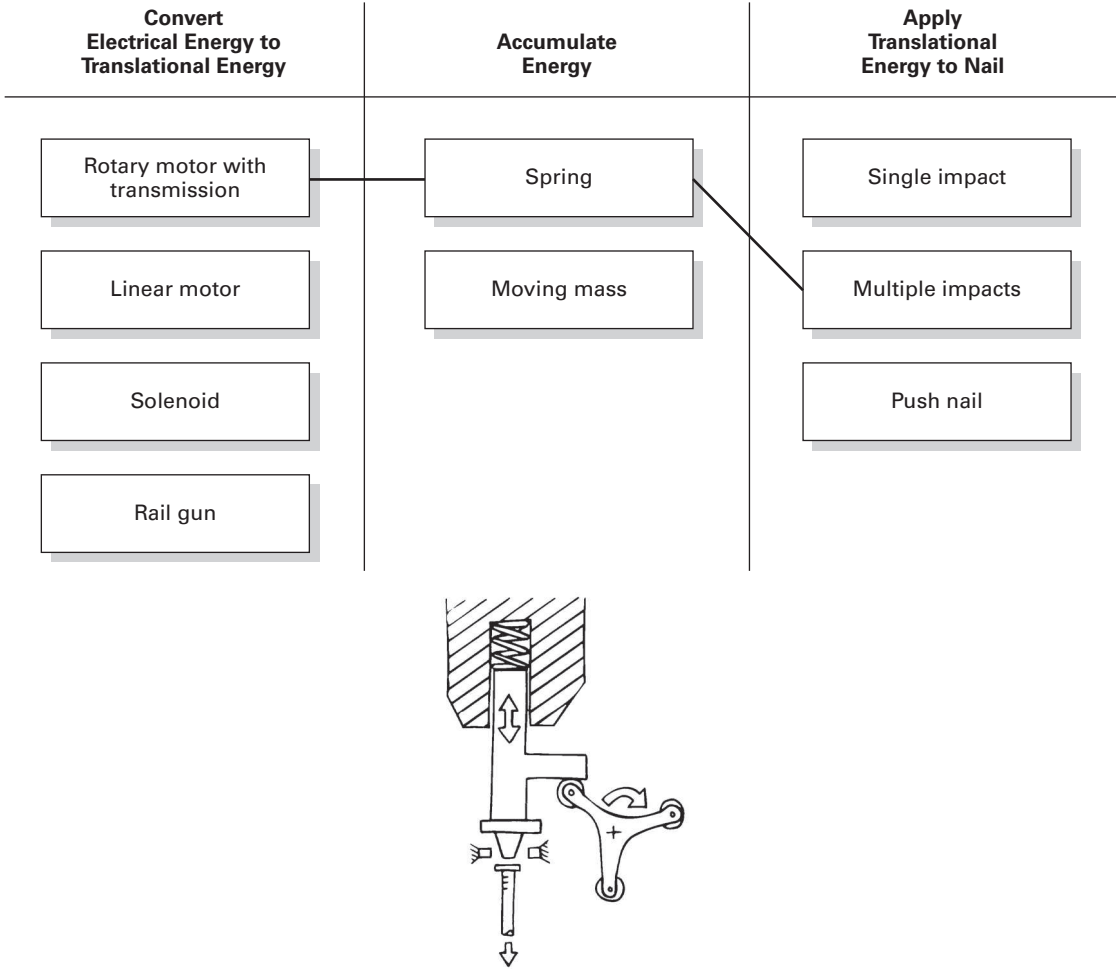 Convert
Electrical Energy to
Translational Energy
Accumulate
Energy
Apply
Translational
Energy to Nail
Rotary motor with
transmission
Spring
Single impact
Linear motor
Moving mass
Multiple impacts
Solenoid
Push nail
Rail gun